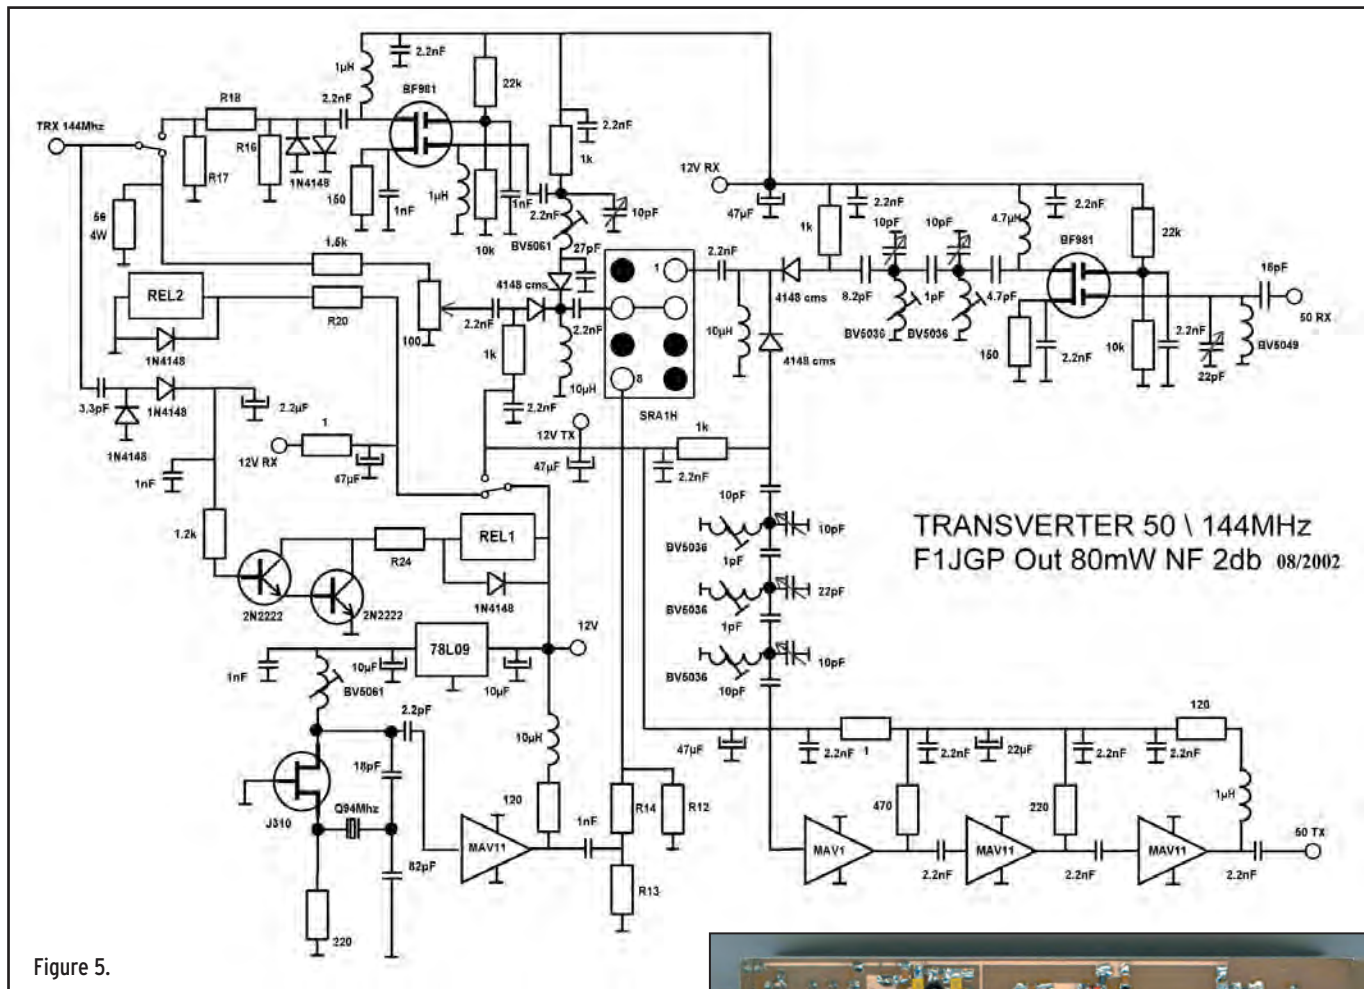 2.2nF
1µH
BF981
22k
R18
2.2nF
TRX 144Mhz
2.2nF
1k
R16
12V RX
R17
1N4148
150
1nF
1µH
1nF
2.2nF
10pF
47µF
2.2nF
10pF
10pF
4.7µH
2.2nF
BF981
22k
56
4W
10k
BV5061
1k
1.5k
27pF
2.2nF
18pF
REL2
4148 cms
1
8.2pF
1pF
4.7pF
50 RX
R20
2.2nF
100
2.2nF
4148 cms
BV5036
BV5036
150
2.2nF
10k
2.2nF
BV5049
1N4148
1k
10µH
10µH
4148 cms
22pF
3.3pF
1N4148
2.2µF
8
2.2nF
SRA1H
1N4148
1
12V TX
1k
12V RX
47µF
47µF
2.2nF
1nF
10pF
1.2k
10pF
BV5036
1pF
TRANSVERTER 50 \ 144MHz
F1JGP Out 80mW NF 2db 08/2002
R24
REL1
22pF
BV5036
2N2222
2N2222
1N4148
1pF
12V
78L09
10pF
BV5036
1nF
10µF
10µF
10pF
BV5061
2.2pF
10µH
120
47µF
2.2nF
1
2.2nF
22µF
2.2nF
2.2nF
18pF
Q94Mhz
120
1nF
R14
R12
470
220
1µH
J310
MAV11
MAV1
MAV11
MAV11
50 TX
82pF
R13
2.2nF
2.2nF
2.2nF
220
Figure 5.